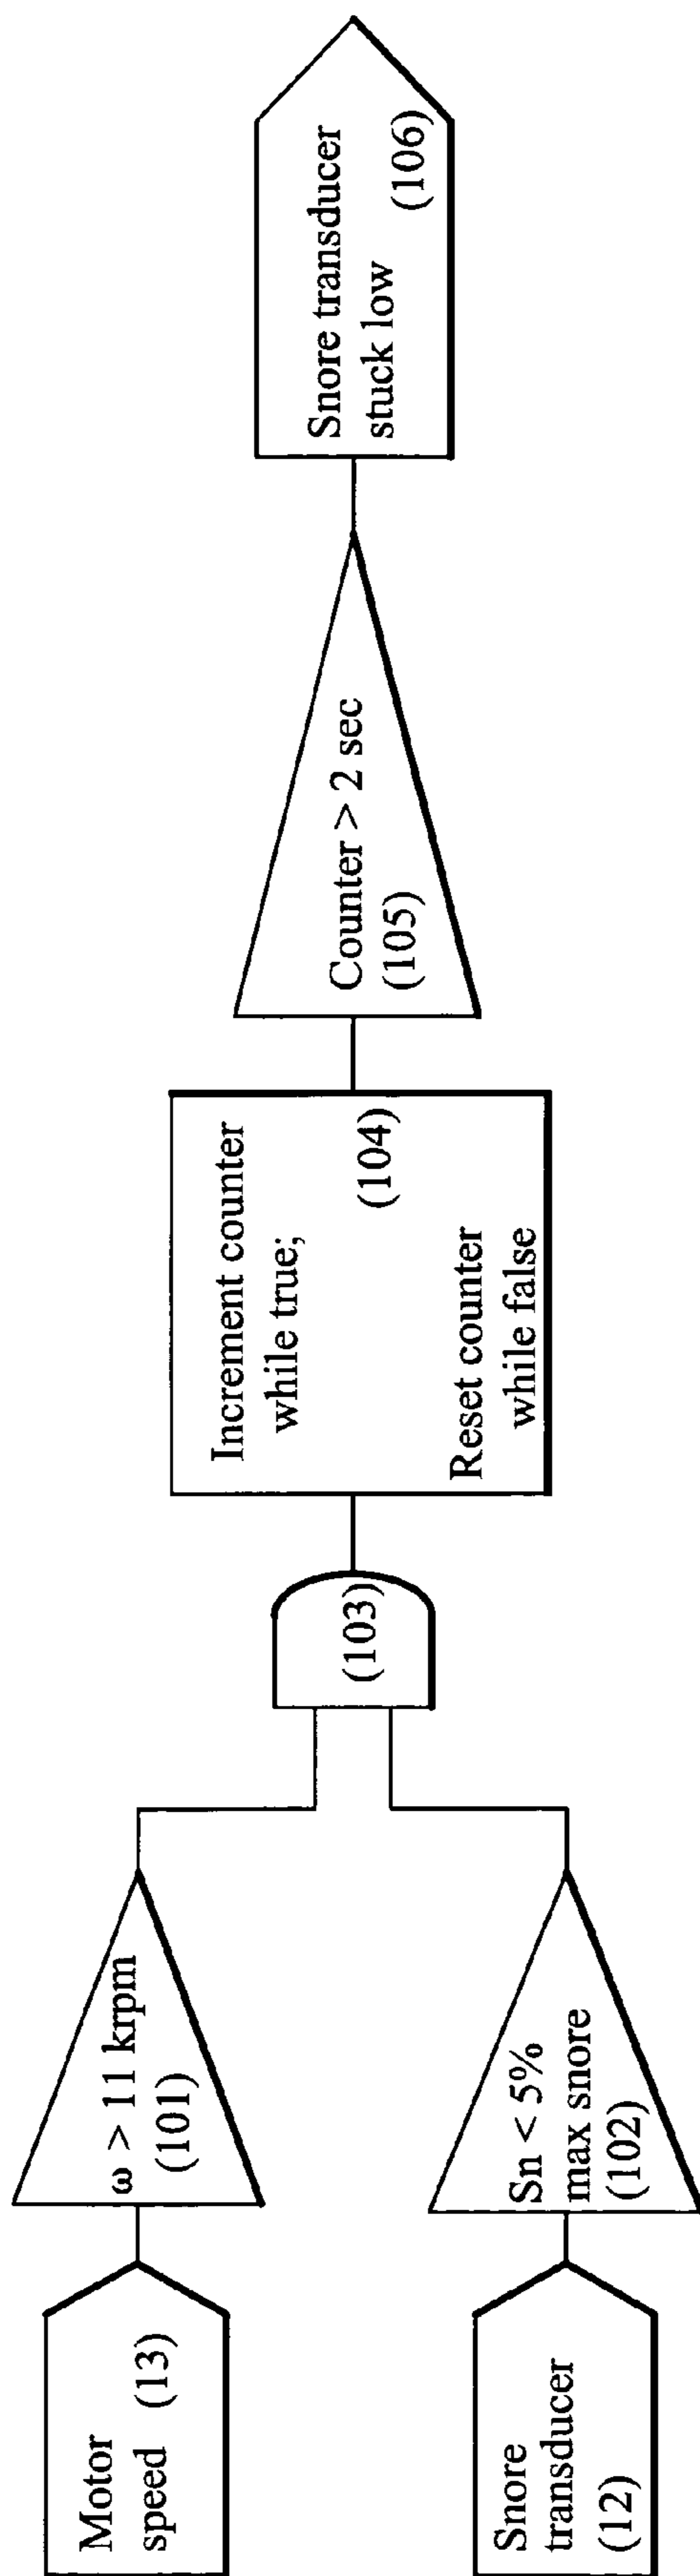 Motor
speed (13)
ω > 11 krpm
(101)
Snore
transducer
(12)
Sn < 5%
max snore
(102)
(103)
Increment counter
while true;
(104)
Reset counter
while false
Counter > 2 sec
(105)
Snore transducer
stuck low
(106)